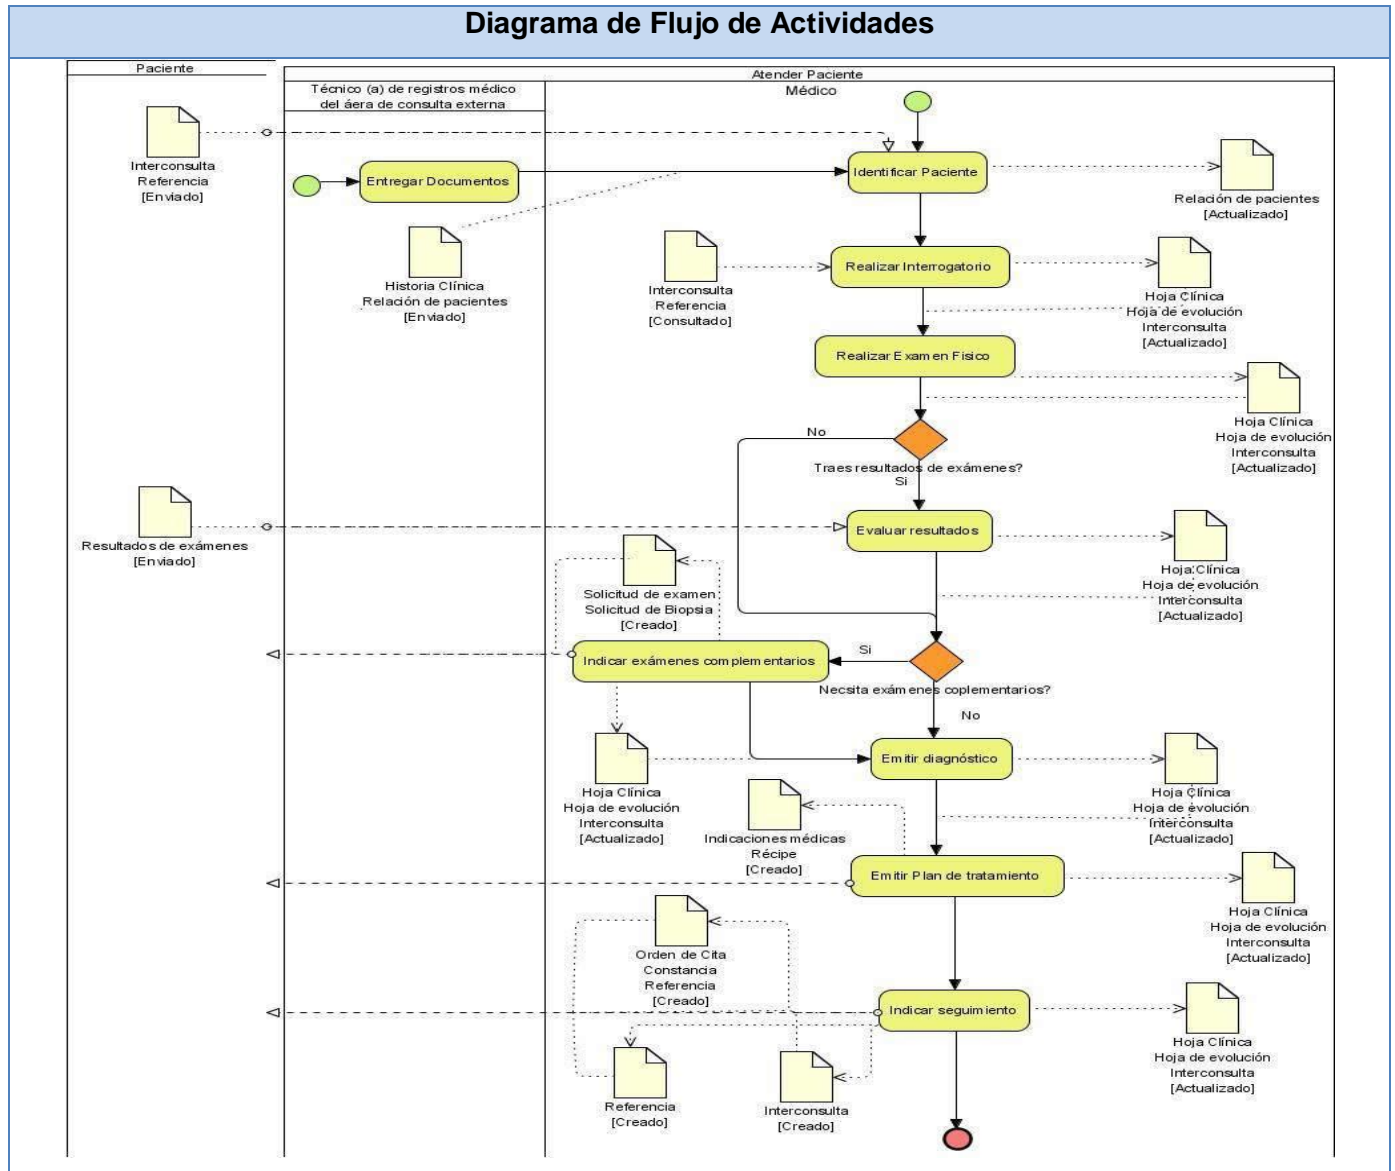 Diagrama de Flujo de Actividades
Paciente
Atender Paciente
Técnico (a) de registros médico
del áera de consulta externa
Médico
Interconsulta
Referencia
[Enviado]
Entregar Documentos
Identificar Paciente
Relación de pacientes
[Actualizado]
Historia Clínica
Relación de pacientes
[Enviado]
Interconsulta
Referencia
[Consultado]
Realizar Interrogatorio
Hoja Clínica
Hoja de evolución
Interconsulta
[Actualizado]
Realizar Examen Fisico
Hoja Clínica
Hoja de evolución
Interconsulta
[Actualizado]
No
Traes resultados de exámenes?
Si
Resultados de exámenes
[Enviado]
Evaluar resultados
Hoja Clínica
Hoja de evolución
Interconsulta
[Actualizado]
Solicitud de examen
Solicitud de Biopsia
[Creado]
Indicar exámenes complementarios
Si
Necsita exámenes coplementarios?
No
Hoja Clínica
Hoja de evolución
Interconsulta
[Actualizado]
Emitir diagnóstico
Hoja Clínica
Hoja de evolución
Interconsulta
[Actualizado]
Indicaciones médicas
Récipe
[Creado]
Emitir Plan de tratamiento
Hoja Clínica
Hoja de evolución
Interconsulta
[Actualizado]
Orden de Cita
Constancia
Referencia
[Creado]
Indicar seguimiento
Hoja Clínica
Hoja de evolución
Interconsulta
[Actualizado]
Referencia
[Creado]
Interconsulta
[Creado]